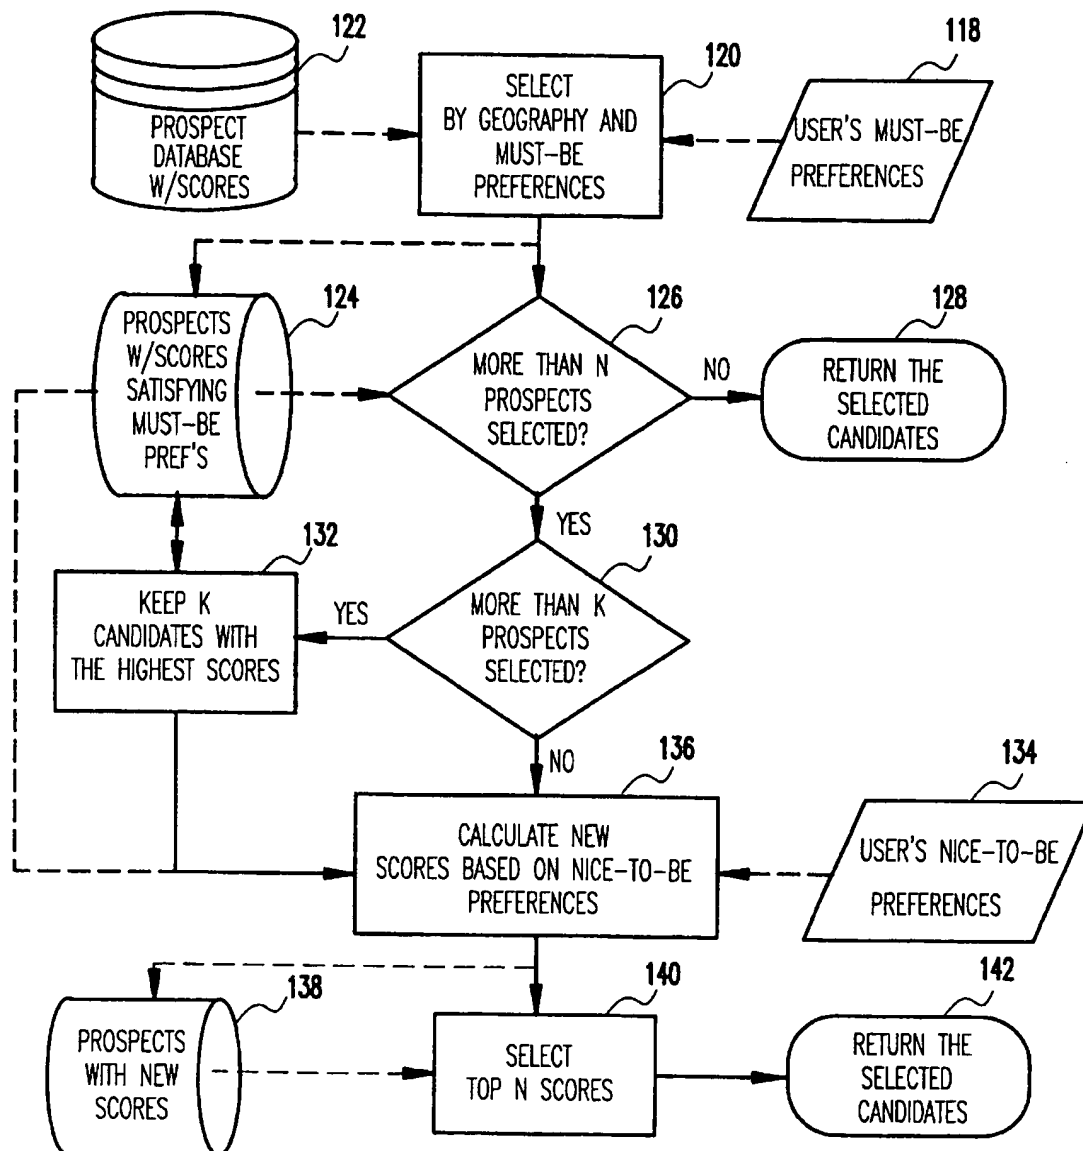 122
PROSPECT
DATABASE
W/SCORES
120
SELECT
BY GEOGRAPHY AND
MUST-BE
PREFERENCES
118
USER'S MUST-BE
PREFERENCES
124
PROSPECTS
W/SCORES
SATISFYING
MUST-BE
PREF'S
126
MORE THAN N
PROSPECTS
SELECTED?
NO
128
RETURN THE
SELECTED
CANDIDATES
YES
132
KEEP K
CANDIDATES WITH
THE HIGHEST SCORES
YES
130
MORE THAN K
PROSPECTS
SELECTED?
NO
136
CALCULATE NEW
SCORES BASED ON NICE-TO-BE
PREFERENCES
134
USER'S NICE-TO-BE
PREFERENCES
138
PROSPECTS
WITH NEW
SCORES
140
SELECT
TOP N SCORES
142
RETURN THE
SELECTED
CANDIDATES